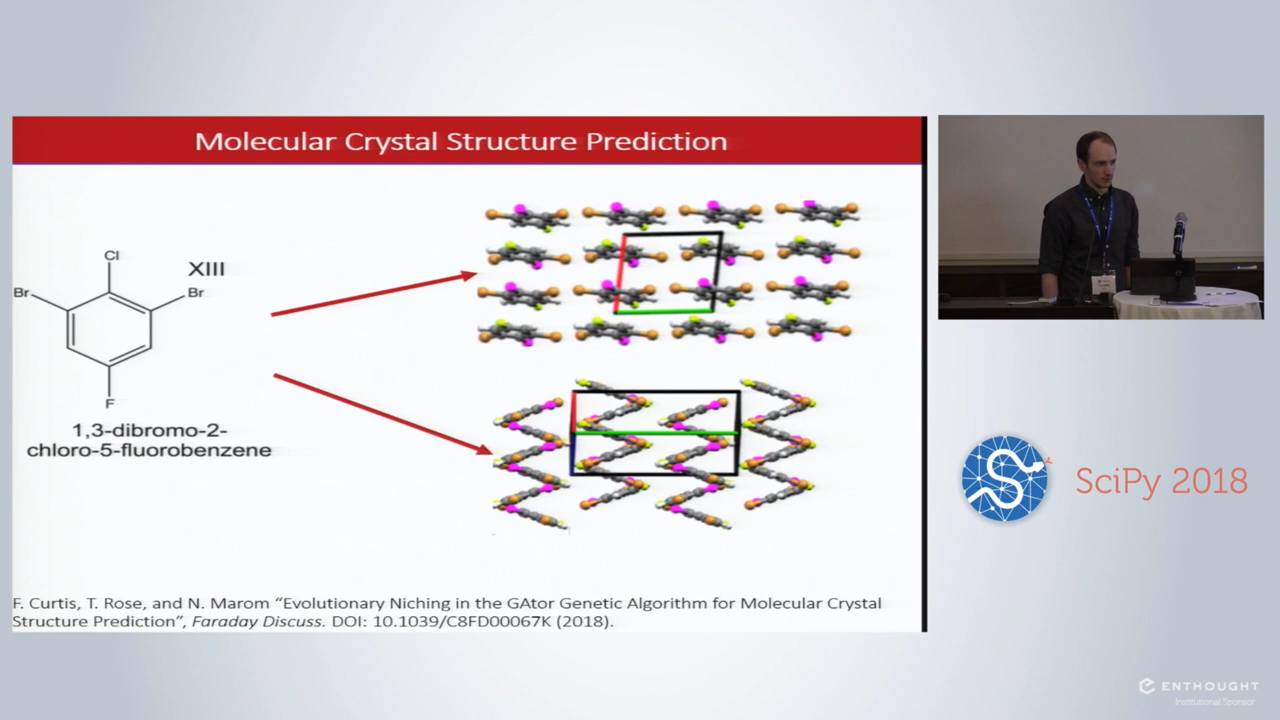 Molecular Crystal Structure Prediction
Cl
XIII
Br
Br
F
1,3-dibromo-2-
chloro-5-fluorobenzene
F. Curtis, T. Rose, and N. Marom “Evolutionary Niching in the GAtor Genetic Algorithm for Molecular Crystal
Structure Prediction”, Faraday Discuss. DOI: 10.1039/C8FD00067K (2018).
SciPy 2018
ENTHOUGHT
Institutional Sponsor